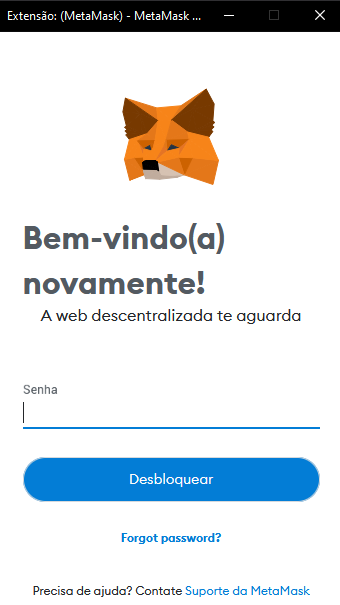 Extensão: (MetaMask) - MetaMask ...
Bem-vindo(a)
novamente!
A web descentralizada te aguarda
Senha
Desbloquear
Forgot password?
Precisa de ajuda? Contate Suporte da MetaMask